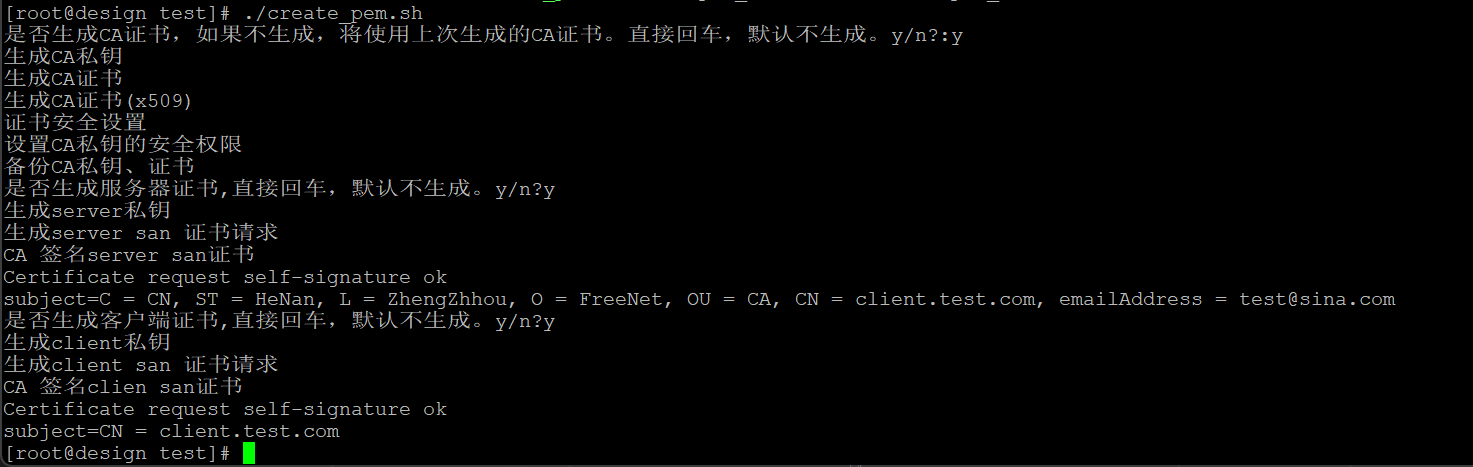 [root@design test]# ./create_pem.sh
是否生成CA证书，如果不生成，将使用上次生成的CA证书。直接回车，默认不生成。y/n?:y
生成CA私钥
生成CA证书
生成CA证书(x509)
证书安全设置
设置CA私钥的安全权限
备份CA私钥、证书
是否生成服务器证书,直接回车，默认不生成。y/n?y
生成server私钥
生成server san 证书请求
CA 签名server san证书
Certificate request self-signature ok
subject=C = CN, ST = HeNan, L = ZhengZhhou, O = FreeNet, OU = CA, CN = client.test.com, emailAddress = test@sina.com
是否生成客户端证书,直接回车，默认不生成。y/n?y
生成client私钥
生成client san 证书请求
CA 签名clien san证书
Certificate request self-signature ok
subject=CN = client.test.com
[root@design test]#